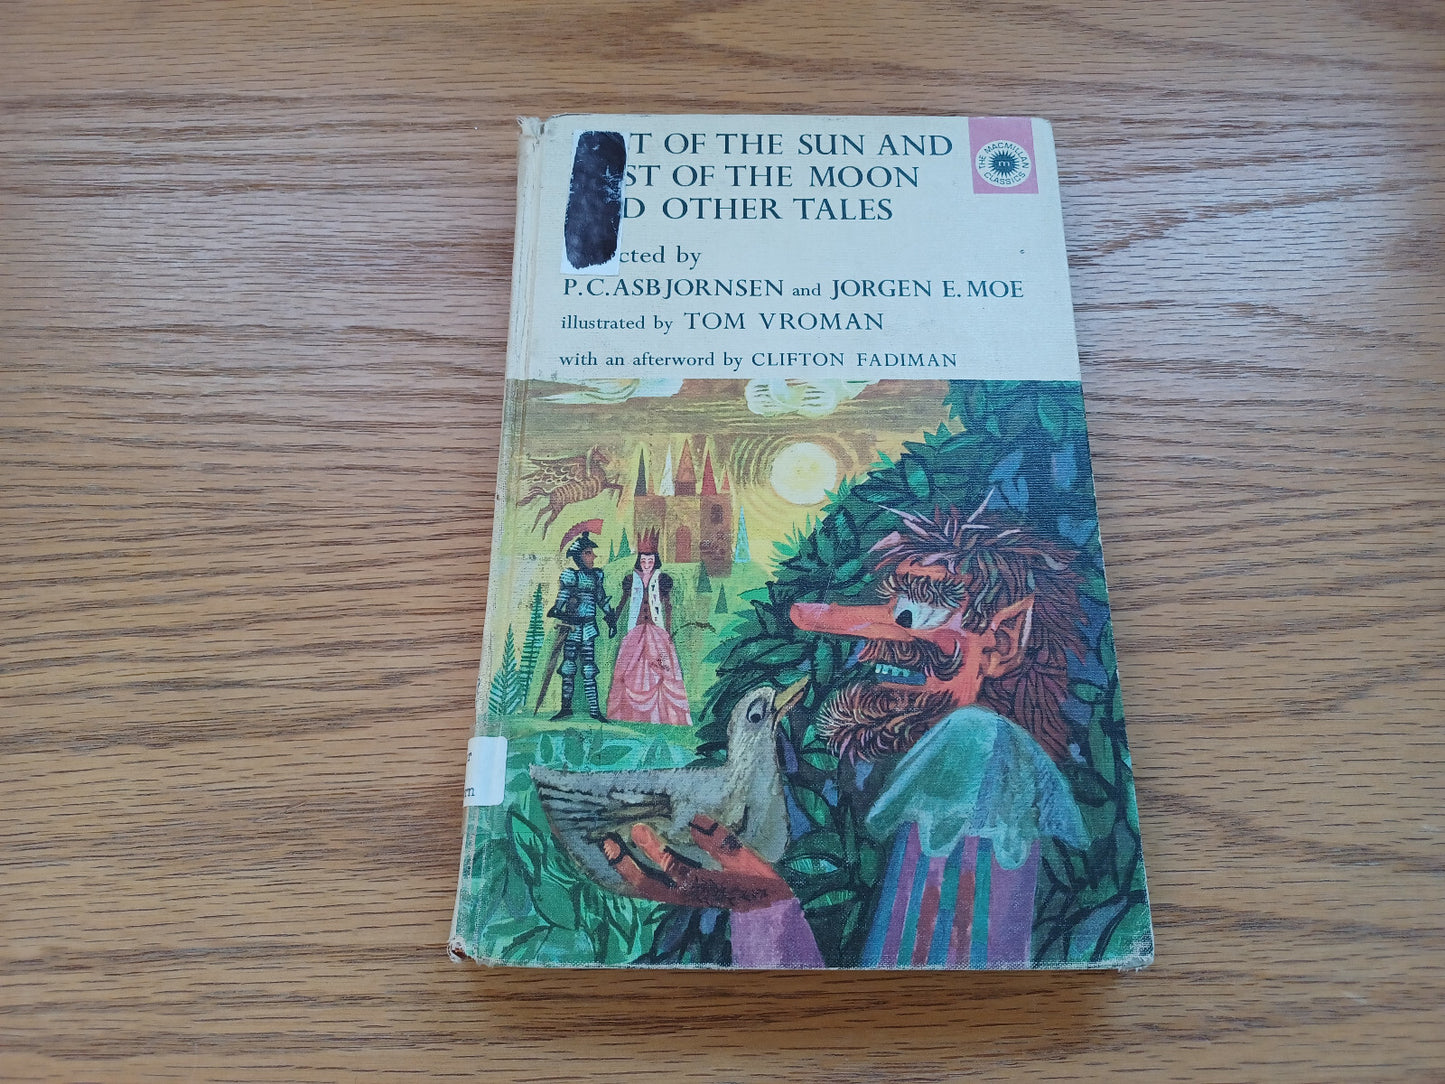 T OF THE SUN AND
ST OF THE MOON
D OTHER TALES
cted by
P.C.ASBJORNSEN and JORGEN E. MOE
illustrated by TOM VROMAN
with an afterword by CLIFTON FADIMAN
THE MACMILLAN
m
CLASSICS
r
rn